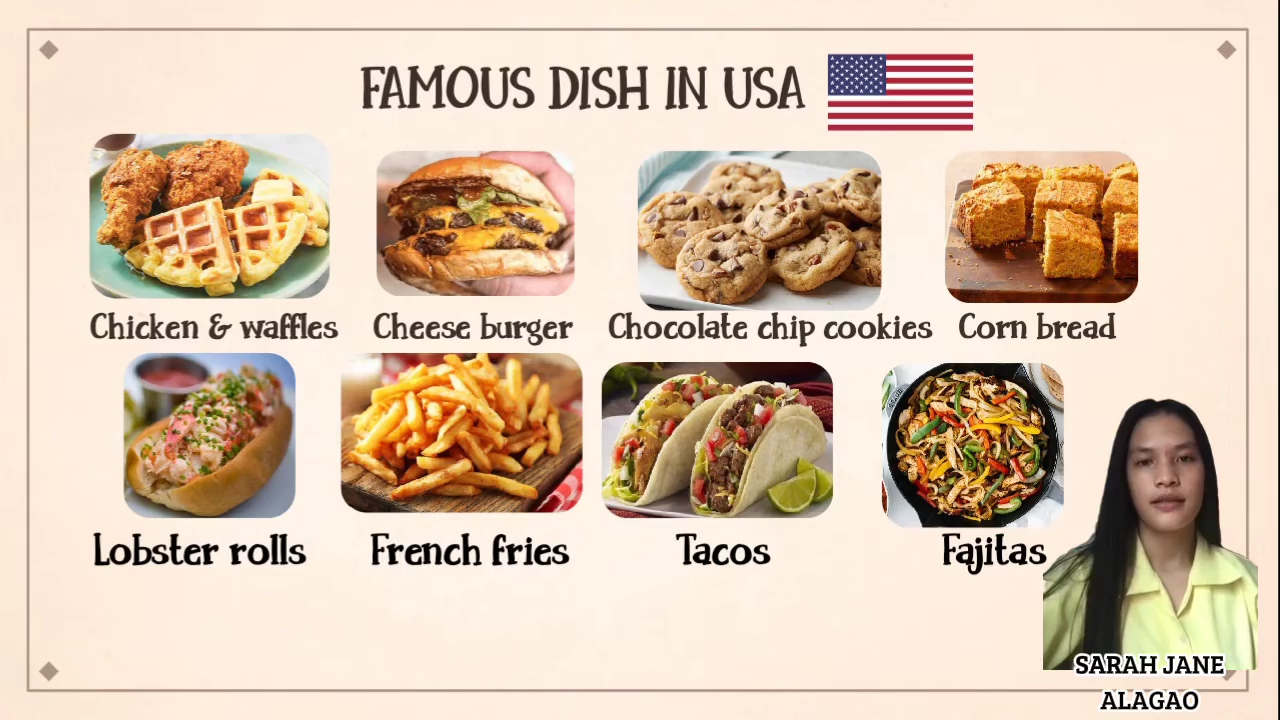 FAMOUS DISH IN USA
Chicken & waffles
Cheese burger
Chocolate chip cookies
Corn bread
Lobster rolls
French fries
Tacos
Fajitas
SARAH JANE
ALAGAO